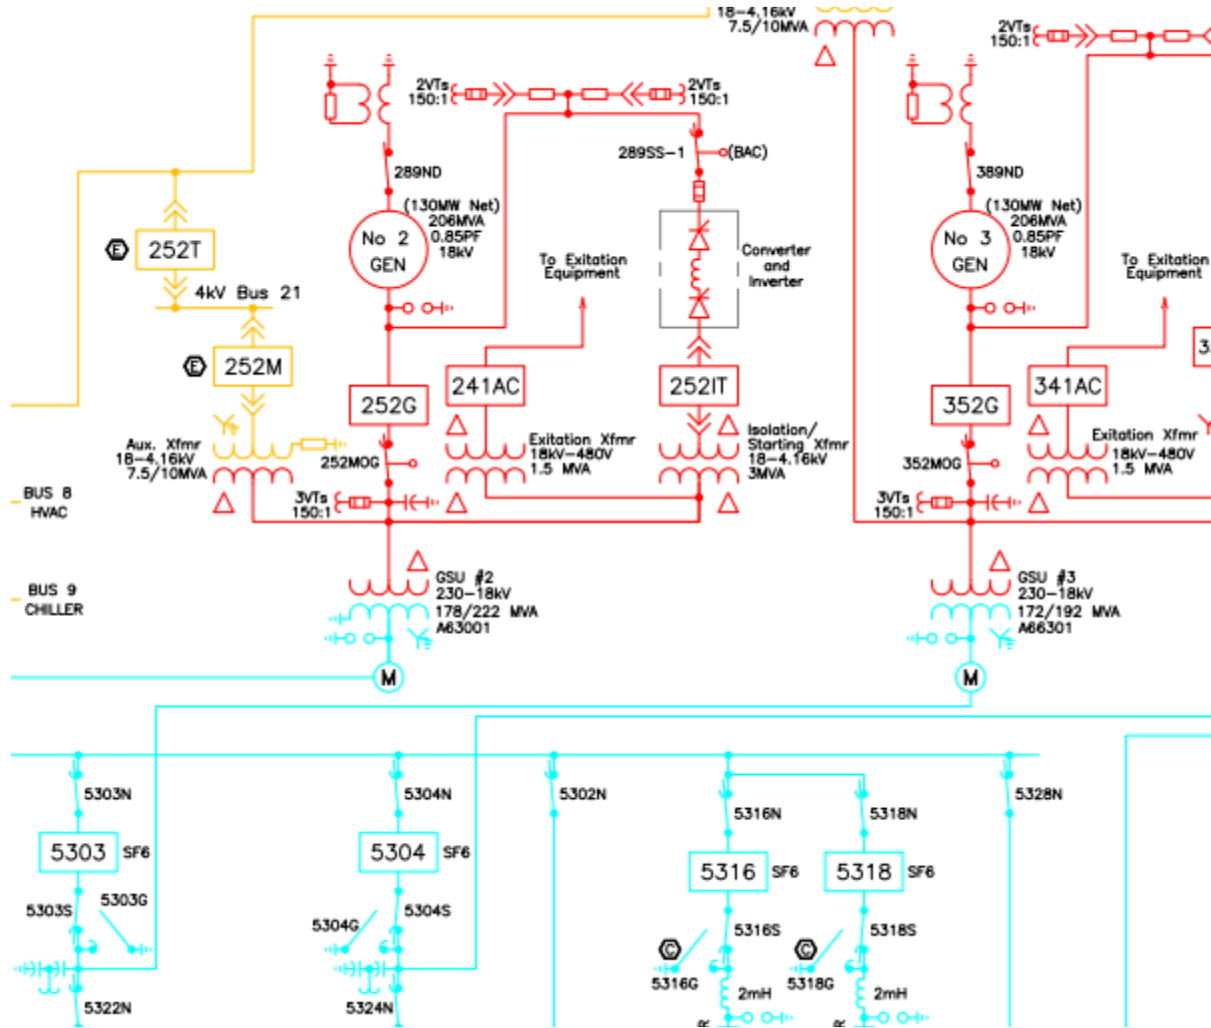 18-4.16kV
7.5/10MVA
2VTs
150:1
2VTs
150:1
2VTs
150:1
289SS-1
(BAC)
289ND
389ND
(130MW Net)
206MVA
0.85PF
18kV
No 2
GEN
(130MW Net)
206MVA
0.85PF
18kV
No 3
GEN
E
252T
To Exitation
Equipment
Converter
and
Inverter
To Exitation
Equipment
4kV Bus 21
E
252M
252G
241AC
252IT
352G
341AC
Aux. Xfmr
18-4.16kV
7.5/10MVA
252MOG
Exitation Xfmr
18kV-480V
1.5 MVA
Isolation/
Starting Xfmr
18-4.16kV
3MVA
352MOG
Exitation Xfmr
18kV-480V
1.5 MVA
BUS 8
HVAC
3VTs
150:1
3VTs
150:1
BUS 9
CHILLER
GSU #2
230-18kV
178/222 MVA
A63001
GSU #3
230-18kV
172/192 MVA
A66301
M
M
5303N
5304N
5302N
5316N
5318N
5328N
5303
SF6
5304
SF6
5316
SF6
5318
SF6
5303S
5303G
5304G
5304S
C
5316S
C
5318S
5316G
5318G
2mH
2mH
5322N
5324N